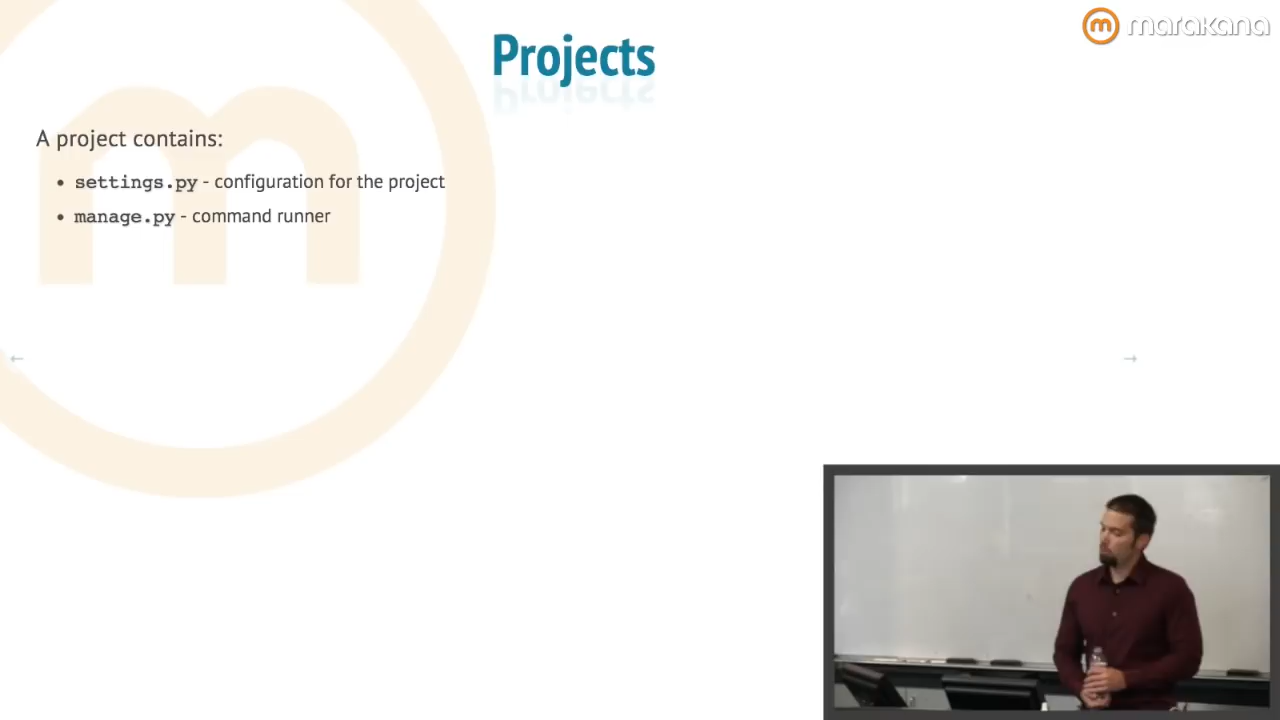 marakana
Projects
A project contains:
• settings.py - configuration for the project
• manage.py - command runner